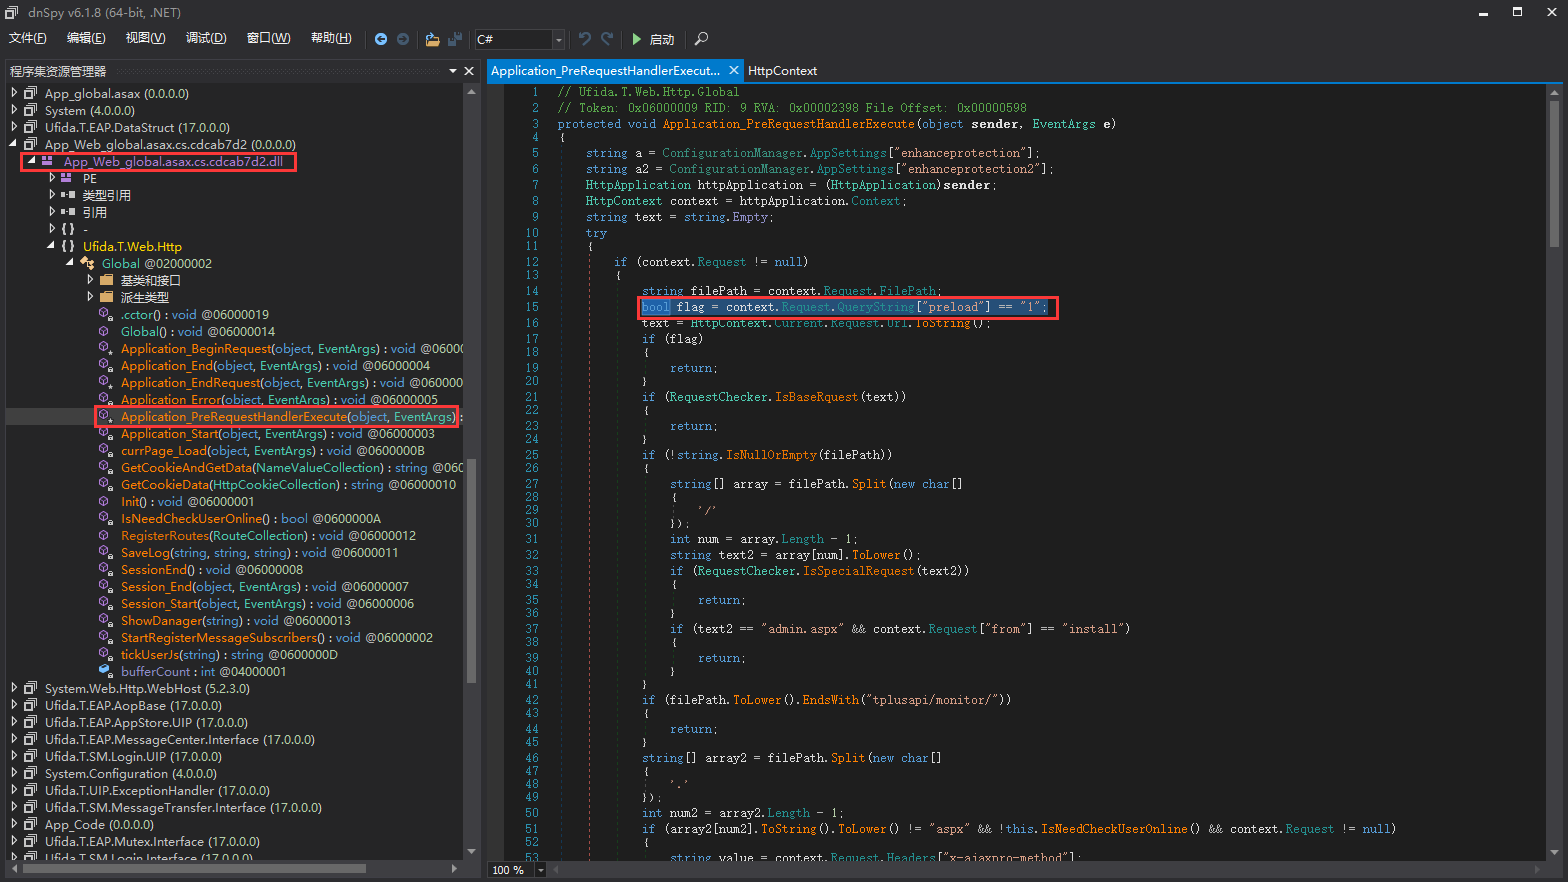 dnSpy v6.1.8 (64-bit, .NET)
文件(F) 编辑(E) 视图(V) 调试(D) 窗口(W) 帮助(H) C# 启动
程序集资源管理器
App_global.asax (0.0.0.0)
System (4.0.0.0)
Ufida.T.EAP.DataStruct (17.0.0.0)
App_Web_global.asax.cs.cdcab7d2 (0.0.0.0)
App_Web_global.asax.cs.cdcab7d2.dll
PE
类型引用
引用
{ } -
{ } Ufida.T.Web.Http
Global @02000002
基类和接口
派生类型
.cctor() : void @06000019
Global() : void @06000014
Application_BeginRequest(object, EventArgs) : void @0600
Application_End(object, EventArgs) : void @06000004
Application_EndRequest(object, EventArgs) : void @06000
Application_Error(object, EventArgs) : void @06000005
Application_PreRequestHandlerExecute(object, EventArgs) :
Application_Start(object, EventArgs) : void @06000003
currPage_Load(object, EventArgs) : void @0600000B
GetCookieAndGetData(NameValueCollection) : string @060
GetCookieData(HttpCookieCollection) : string @06000010
Init() : void @06000001
IsNeedCheckUserOnline() : bool @0600000A
RegisterRoutes(RouteCollection) : void @06000012
SaveLog(string, string, string) : void @06000011
SessionEnd() : void @06000008
Session_End(object, EventArgs) : void @06000007
Session_Start(object, EventArgs) : void @06000006
ShowDanager(string) : void @06000013
StartRegisterMessageSubscribers() : void @06000002
tickUserJs(string) : string @0600000D
bufferCount : int @04000001
System.Web.Http.WebHost (5.2.3.0)
Ufida.T.EAP.AopBase (17.0.0.0)
Ufida.T.EAP.AppStore.UIP (17.0.0.0)
Ufida.T.EAP.MessageCenter.Interface (17.0.0.0)
Ufida.T.SM.Login.UIP (17.0.0.0)
System.Configuration (4.0.0.0)
Ufida.T.UIP.ExceptionHandler (17.0.0.0)
Ufida.T.SM.MessageTransfer.Interface (17.0.0.0)
App_Code (0.0.0.0)
Ufida.T.EAP.Mutex.Interface (17.0.0.0)
Ufida.T.SM.Login.Interface (17.0.0.0)
Application_PreRequestHandlerExecut... HttpContext
1 // Ufida.T.Web.Http.Global
2 // Token: 0x06000009 RID: 9 RVA: 0x00002398 File Offset: 0x00000598
3 protected void Application_PreRequestHandlerExecute(object sender, EventArgs e)
4 {
5 string a = ConfigurationManager.AppSettings["enhanceprotection"];
6 string a2 = ConfigurationManager.AppSettings["enhanceprotection2"];
7 HttpApplication httpApplication = (HttpApplication)sender;
8 HttpContext context = httpApplication.Context;
9 string text = string.Empty;
10 try
11 {
12 if (context.Request != null)
13 {
14 string filePath = context.Request.FilePath;
15 bool flag = context.Request.QueryString["preload"] == "1";
16 text = HttpContext.Current.Request.Url.ToString();
17 if (flag)
18 {
19 return;
20 }
21 if (RequestChecker.IsBaseRquest(text))
22 {
23 return;
24 }
25 if (!string.IsNullOrEmpty(filePath))
26 {
27 string[] array = filePath.Split(new char[]
28 {
29 '/'
30 });
31 int num = array.Length - 1;
32 string text2 = array[num].ToLower();
33 if (RequestChecker.IsSpecialRequest(text2))
34 {
35 return;
36 }
37 if (text2 == "admin.aspx" && context.Request["from"] == "install")
38 {
39 return;
40 }
41 }
42 if (filePath.ToLower().EndsWith("tplusapi/monitor/"))
43 {
44 return;
45 }
46 string[] array2 = filePath.Split(new char[]
47 {
48 '.'
49 });
50 int num2 = array2.Length - 1;
51 if (array2[num2].ToString().ToLower() != "aspx" && !this.IsNeedCheckUserOnline() && context.Request != null)
52 {
53 string value = context.Request.Headers["x-ajaxpro-method"];
100 %